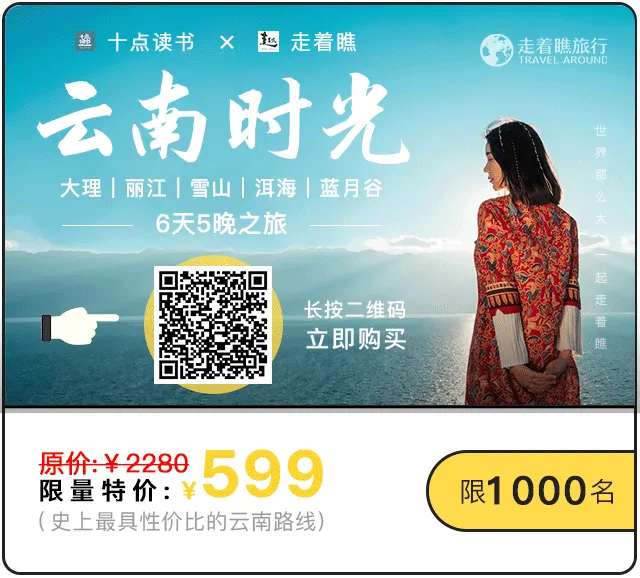 十点读书 × 走着瞧
走着瞧旅行
TRAVEL AROUND
云南时光
大理｜丽江｜雪山｜洱海｜蓝月谷
6天5晚之旅
世界那么大 一起走着瞧
长按二维码
立即购买
原价:￥2280
限量特价:￥599
(史上最具性价比的云南路线)
限1000名